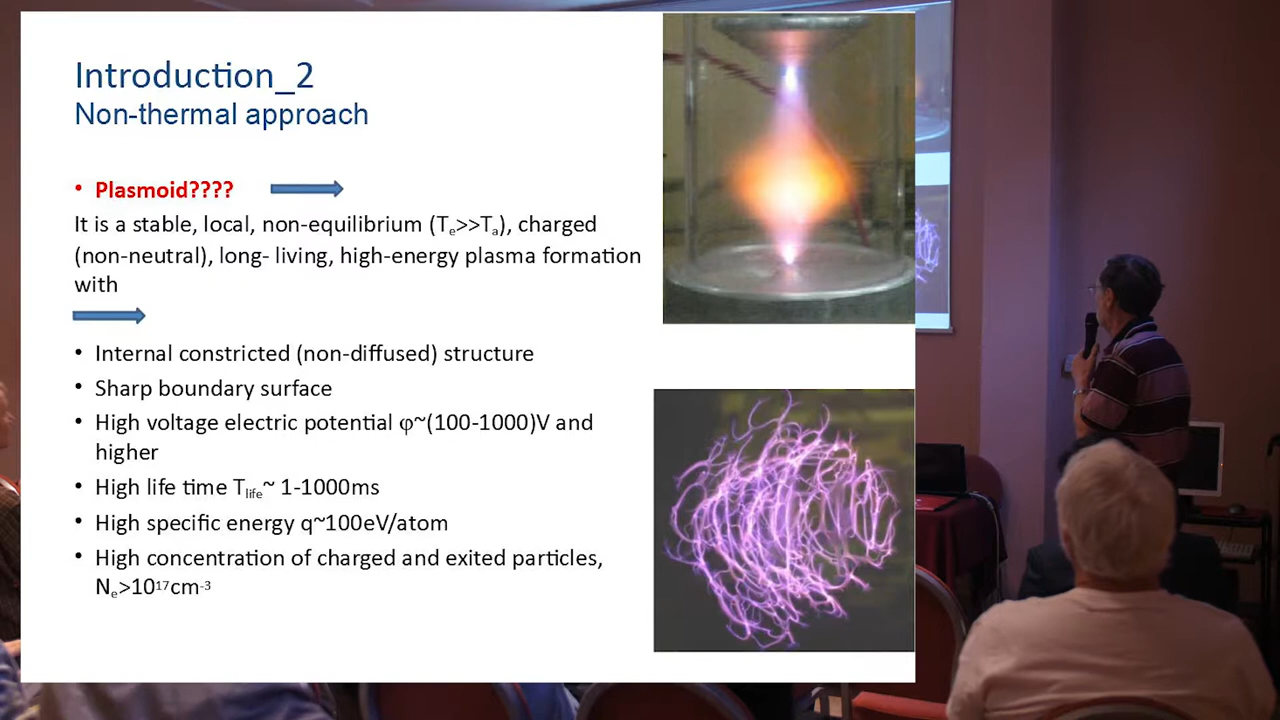 Introduction_2
Non-thermal approach
• Plasmoid????
It is a stable, local, non-equilibrium (Te>>Ta), charged
(non-neutral), long- living, high-energy plasma formation
with
• Internal constricted (non-diffused) structure
• Sharp boundary surface
• High voltage electric potential φ~(100-1000)V and
higher
• High life time Tlife~ 1-1000ms
• High specific energy q~100eV/atom
• High concentration of charged and exited particles,
Ne>10¹⁷cm⁻³